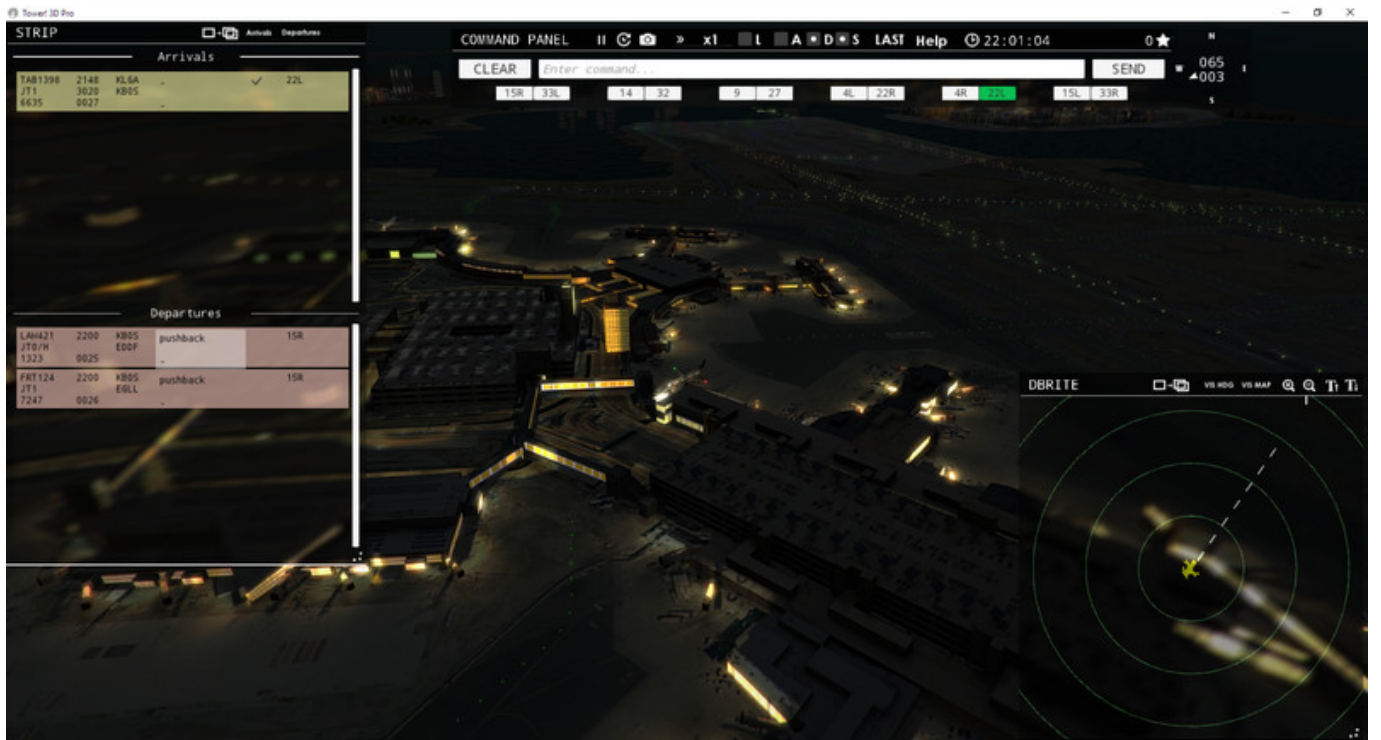 Tower! 3D Pro
STRIP Arrivals Departures
Arrivals
TAB1398 2148 KLGA - 22L
JT1 3020 KBOS
6635 0027
Departures
LAH421 2200 KBOS pushback 15R
JT0/H EDDF
1323 0025 -
FRT124 2200 KBOS pushback 15R
JT1 EGLL
7247 0026 -
COMMAND PANEL » x1 L A D S LAST Help 22:01:04 0
CLEAR Enter command... SEND
15R 33L 14 32 9 27 4L 22R 4R 22L 15L 33R
N
W 065
003
S
DBRITE VIS HDG VIS MAP